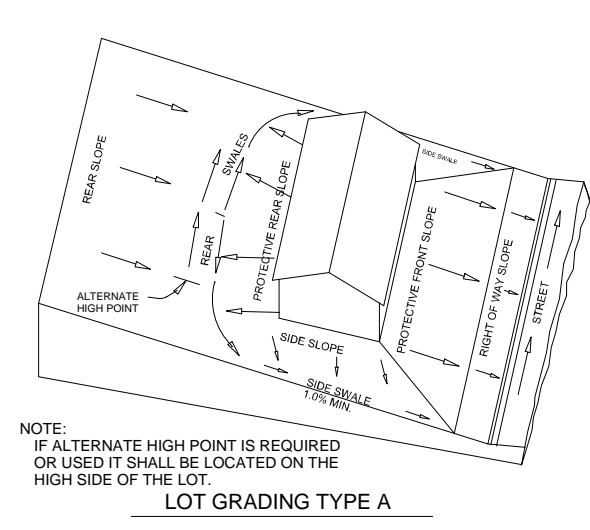 SIDE SWALE
SWALES
REAR SLOPE
PROTECTIVE REAR SLOPE
REAR
PROTECTIVE FRONT SLOPE
RIGHT OF WAY SLOPE
STREET
ALTERNATE
HIGH POINT
SIDE SLOPE
SIDE SWALE
1.0% MIN.
NOTE:
IF ALTERNATE HIGH POINT IS REQUIRED
OR USED IT SHALL BE LOCATED ON THE
HIGH SIDE OF THE LOT.
LOT GRADING TYPE A